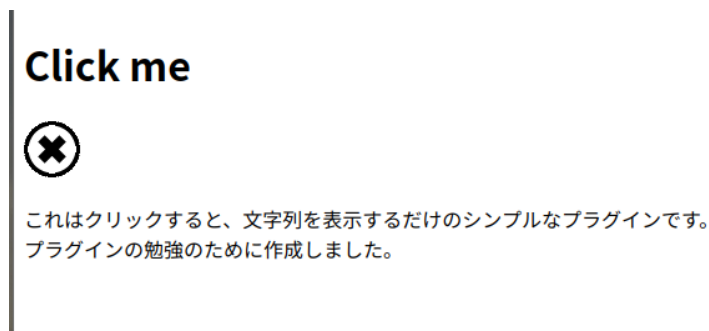 Click me
これはクリックすると、文字列を表示するだけのシンプルなプラグインです。
プラグインの勉強のために作成しました。